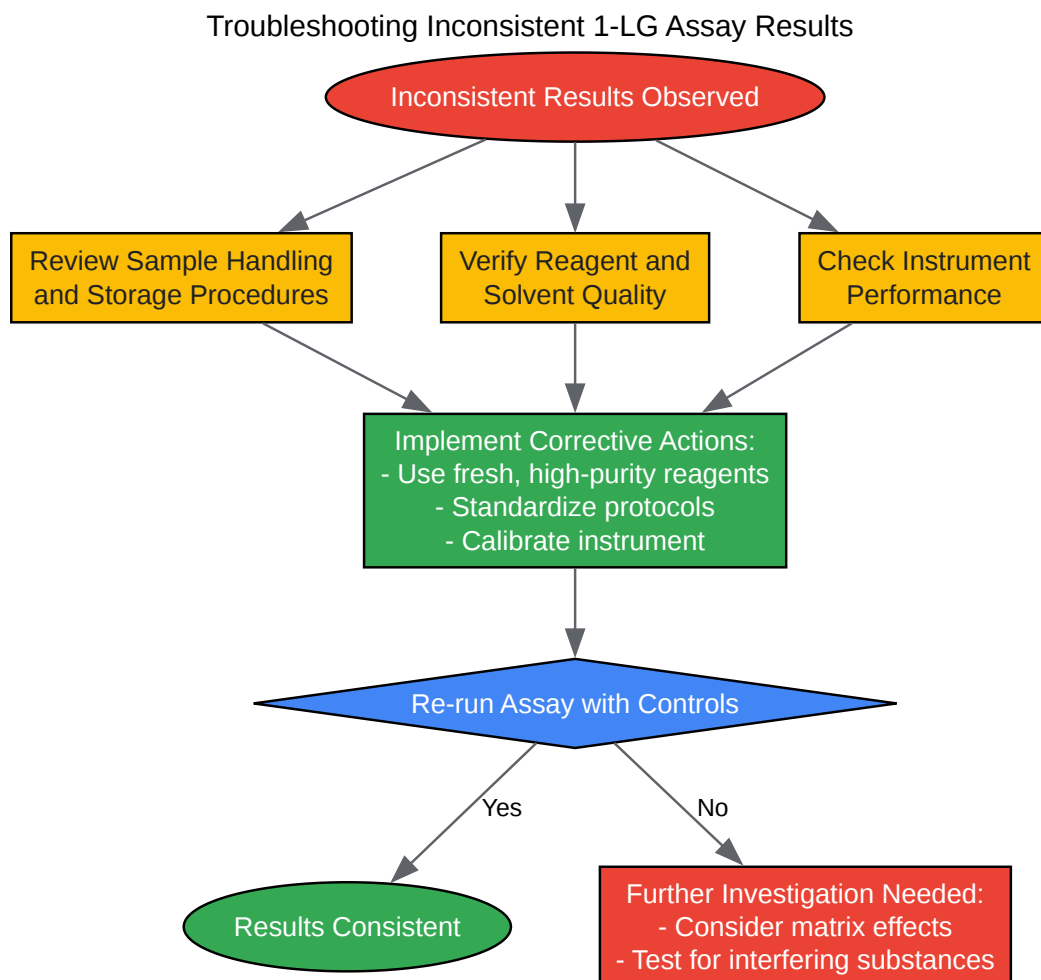 Troubleshooting Inconsistent 1-LG Assay Results
Inconsistent Results Observed
Review Sample Handling
and Storage Procedures
Verify Reagent and
Solvent Quality
Check Instrument
Performance
Implement Corrective Actions:
- Use fresh, high-purity reagents
- Standardize protocols
- Calibrate instrument
Re-run Assay with Controls
Yes
No
Results Consistent
Further Investigation Needed:
- Consider matrix effects
- Test for interfering substances